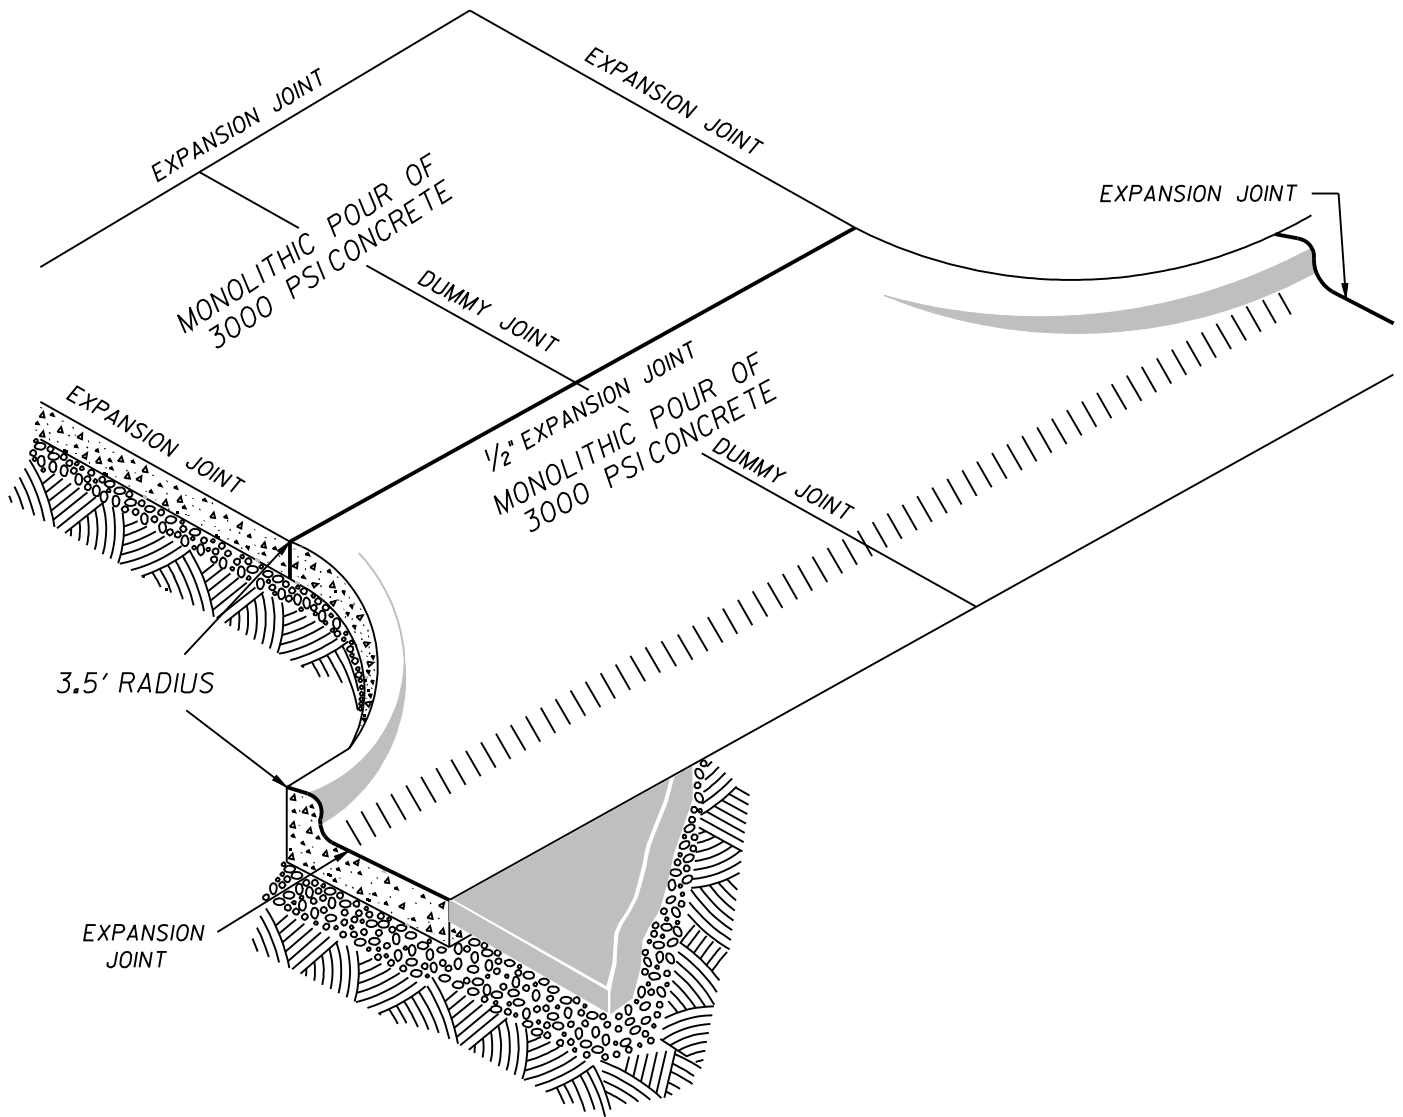 EXPANSION JOINT
EXPANSION JOINT
EXPANSION JOINT
MONOLITHIC POUR OF
3000 PSI CONCRETE
DUMMY JOINT
EXPANSION JOINT
1/2" EXPANSION JOINT
MONOLITHIC POUR OF
3000 PSI CONCRETE
DUMMY JOINT
3.5' RADIUS
EXPANSION
JOINT